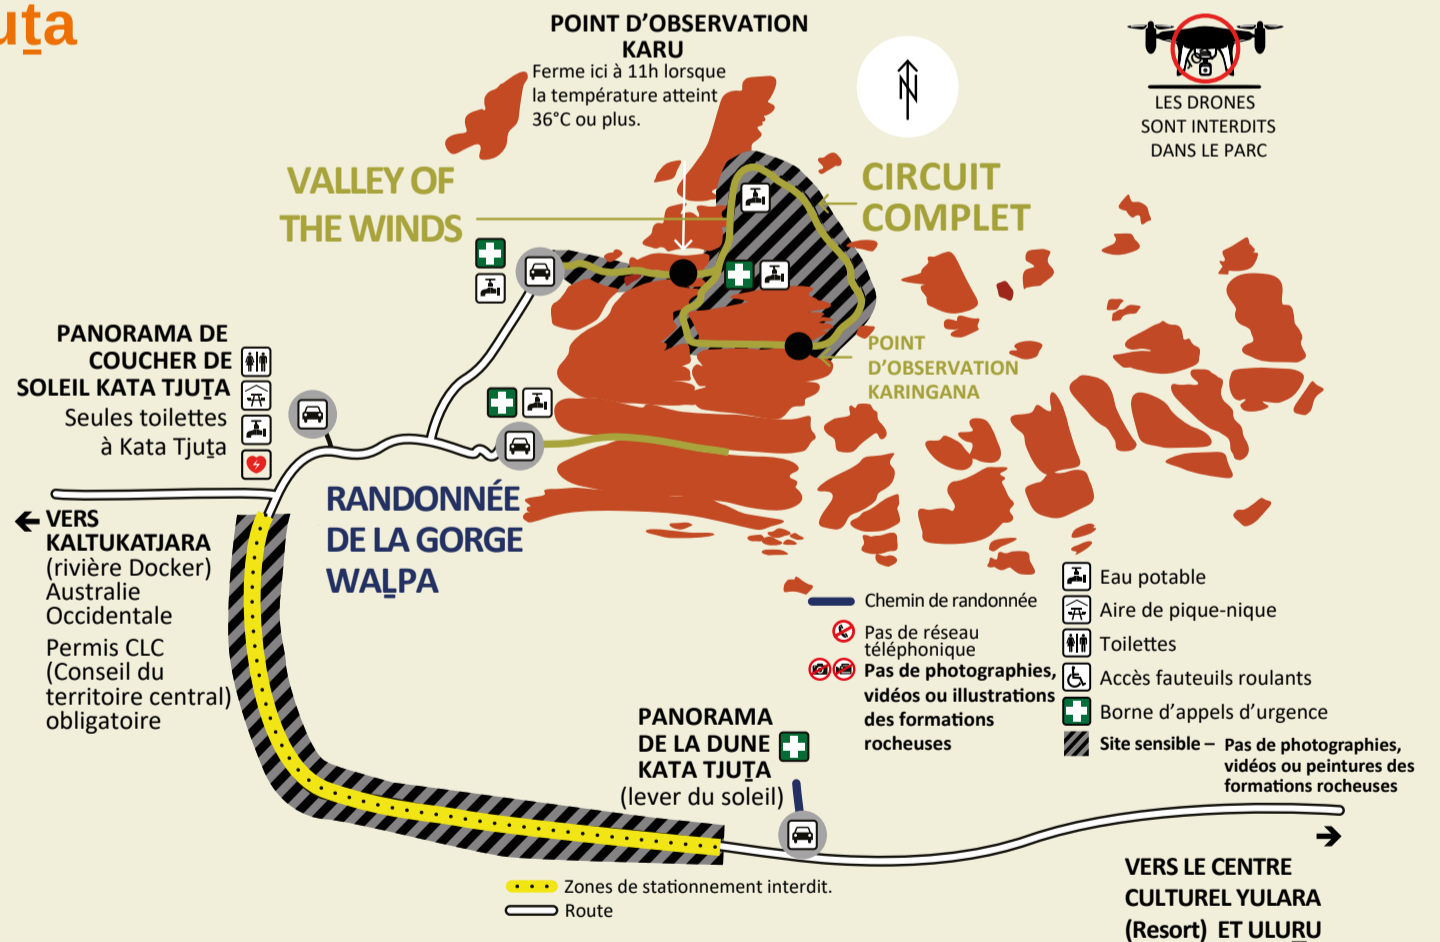 uṯa
POINT D’OBSERVATION
KARU
Ferme ici à 11h lorsque
la température atteint
36°C ou plus.
N
LES DRONES
SONT INTERDITS
DANS LE PARC
VALLEY OF
THE WINDS
CIRCUIT
COMPLET
POINT
D’OBSERVATION
KARINGANA
PANORAMA DE
COUCHER DE
SOLEIL KATA TJUṮA
Seules toilettes
à Kata Tjuṯa
VERS
KALTUKATJARA
(rivière Docker)
Australie
Occidentale
Permis CLC
(Conseil du
territoire central)
obligatoire
RANDONNÉE
DE LA GORGE
WAḺPA
PANORAMA
DE LA DUNE
KATA TJUṮA
(lever du soleil)
Chemin de randonnée
Pas de réseau
téléphonique
Pas de photographies,
vidéos ou illustrations
des formations
rocheuses
Eau potable
Aire de pique-nique
Toilettes
Accès fauteuils roulants
Borne d’appels d’urgence
Site sensible – Pas de photographies,
vidéos ou peintures des
formations rocheuses
Zones de stationnement interdit.
Route
VERS LE CENTRE
CULTUREL YULARA
(Resort) ET ULUṞU